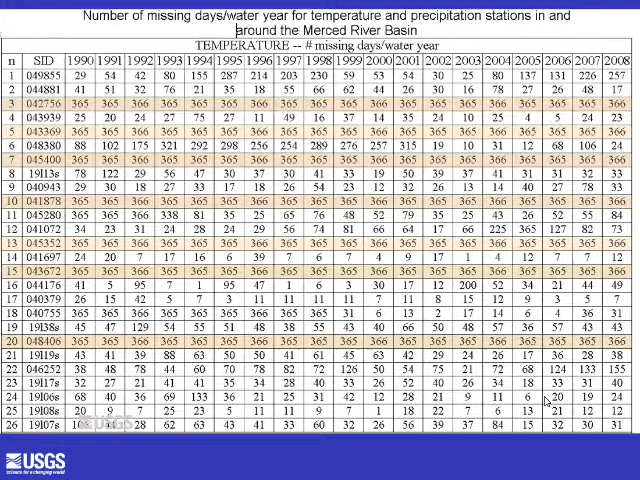 Number of missing days/water year for temperature and precipitation stations in and
around the Merced River Basin
TEMPERATURE -- # missing days/water year
n SID 1990 1991 1992 1993 1994 1995 1996 1997 1998 1999 2000 2001 2002 2003 2004 2005 2006 2007 2008
1 049855 29 54 42 80 155 287 214 203 230 59 53 54 30 25 80 137 131 226 257
2 044881 41 31 32 76 21 35 18 55 66 62 44 26 30 16 78 27 26 48 17
3 042756 365 365 366 365 365 365 366 365 365 365 366 365 365 365 366 365 365 365 366
4 043939 25 20 24 27 75 27 11 49 16 37 14 35 24 10 25 4 5 24 23
5 043369 365 365 366 365 365 365 366 365 365 365 366 365 365 365 366 365 365 365 366
6 048380 88 102 175 321 292 298 256 254 289 276 257 315 19 10 31 12 68 106 24
7 045400 365 365 366 365 365 365 366 365 365 365 366 365 365 365 366 365 365 365 366
8 19l13s 78 122 29 56 47 30 37 30 41 33 19 50 39 37 41 31 31 32 33
9 040943 29 30 18 27 33 17 18 26 54 23 12 32 26 13 14 40 27 78 33
10 041878 365 365 366 365 365 365 366 365 365 365 366 365 365 365 366 365 365 365 366
11 045280 365 365 366 338 81 35 25 65 76 48 52 79 35 25 43 26 52 55 84
12 041072 34 23 31 24 28 24 29 56 74 81 66 64 17 66 225 365 127 82 73
13 045352 365 365 366 365 365 365 366 365 365 365 366 365 365 365 366 365 365 365 366
14 041697 24 20 7 17 16 6 39 7 6 7 4 9 17 1 4 12 7 7 12
15 043672 365 365 366 365 365 365 366 365 365 365 366 365 365 365 366 365 365 365 366
16 044176 41 5 95 7 1 95 47 1 6 3 30 17 12 200 52 34 21 44 49
17 040379 26 15 42 5 7 3 11 11 11 11 7 11 8 15 12 9 3 5 7
18 040755 365 365 366 365 365 365 366 365 365 31 6 13 2 17 14 6 4 36 31
19 19l38s 45 47 129 54 55 51 48 38 55 43 40 66 50 48 57 36 57 43 43
20 048406 365 365 366 365 365 365 366 365 365 365 366 365 365 365 366 365 365 365 366
21 19l19s 43 41 39 88 63 50 50 41 61 45 63 42 29 24 26 17 36 28 38
22 046252 38 48 78 44 60 70 78 82 72 126 50 54 75 21 72 68 124 133 155
23 19l17s 32 27 21 41 41 35 34 28 40 33 26 52 40 26 34 18 33 31 40
24 19l06s 68 40 36 69 133 36 21 25 45 42 12 28 21 9 11 6 20 19 24
25 19l08s 20 9 7 25 23 5 11 11 9 7 1 18 22 7 6 13 21 12 12
26 19l07s 28 62 63 43 41 33 60 32 26 51 39 37 84 15 32 30 31
USGS
USGS
science for a changing world